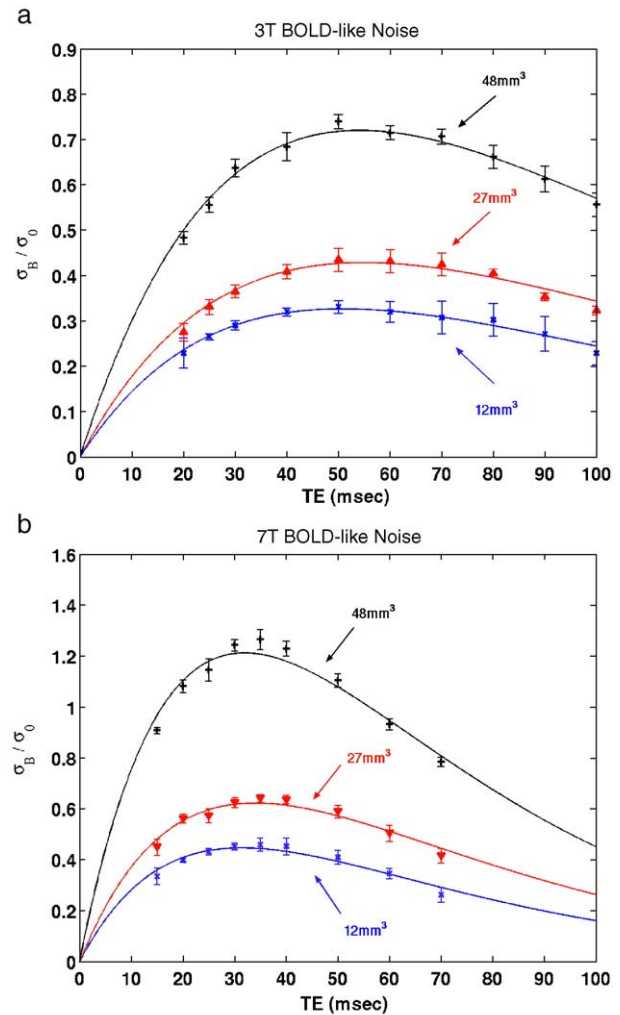 a
3T BOLD-like Noise
0.9
0.8
0.7
0.6
0.5
0.4
0.3
0.2
0.1
0
σB / σ0
48mm³
27mm³
12mm³
0 10 20 30 40 50 60 70 80 90 100
TE (msec)
b
7T BOLD-like Noise
1.6
1.4
1.2
1
0.8
0.6
0.4
0.2
0
σB / σ0
48mm³
27mm³
12mm³
0 10 20 30 40 50 60 70 80 90 100
TE (msec)